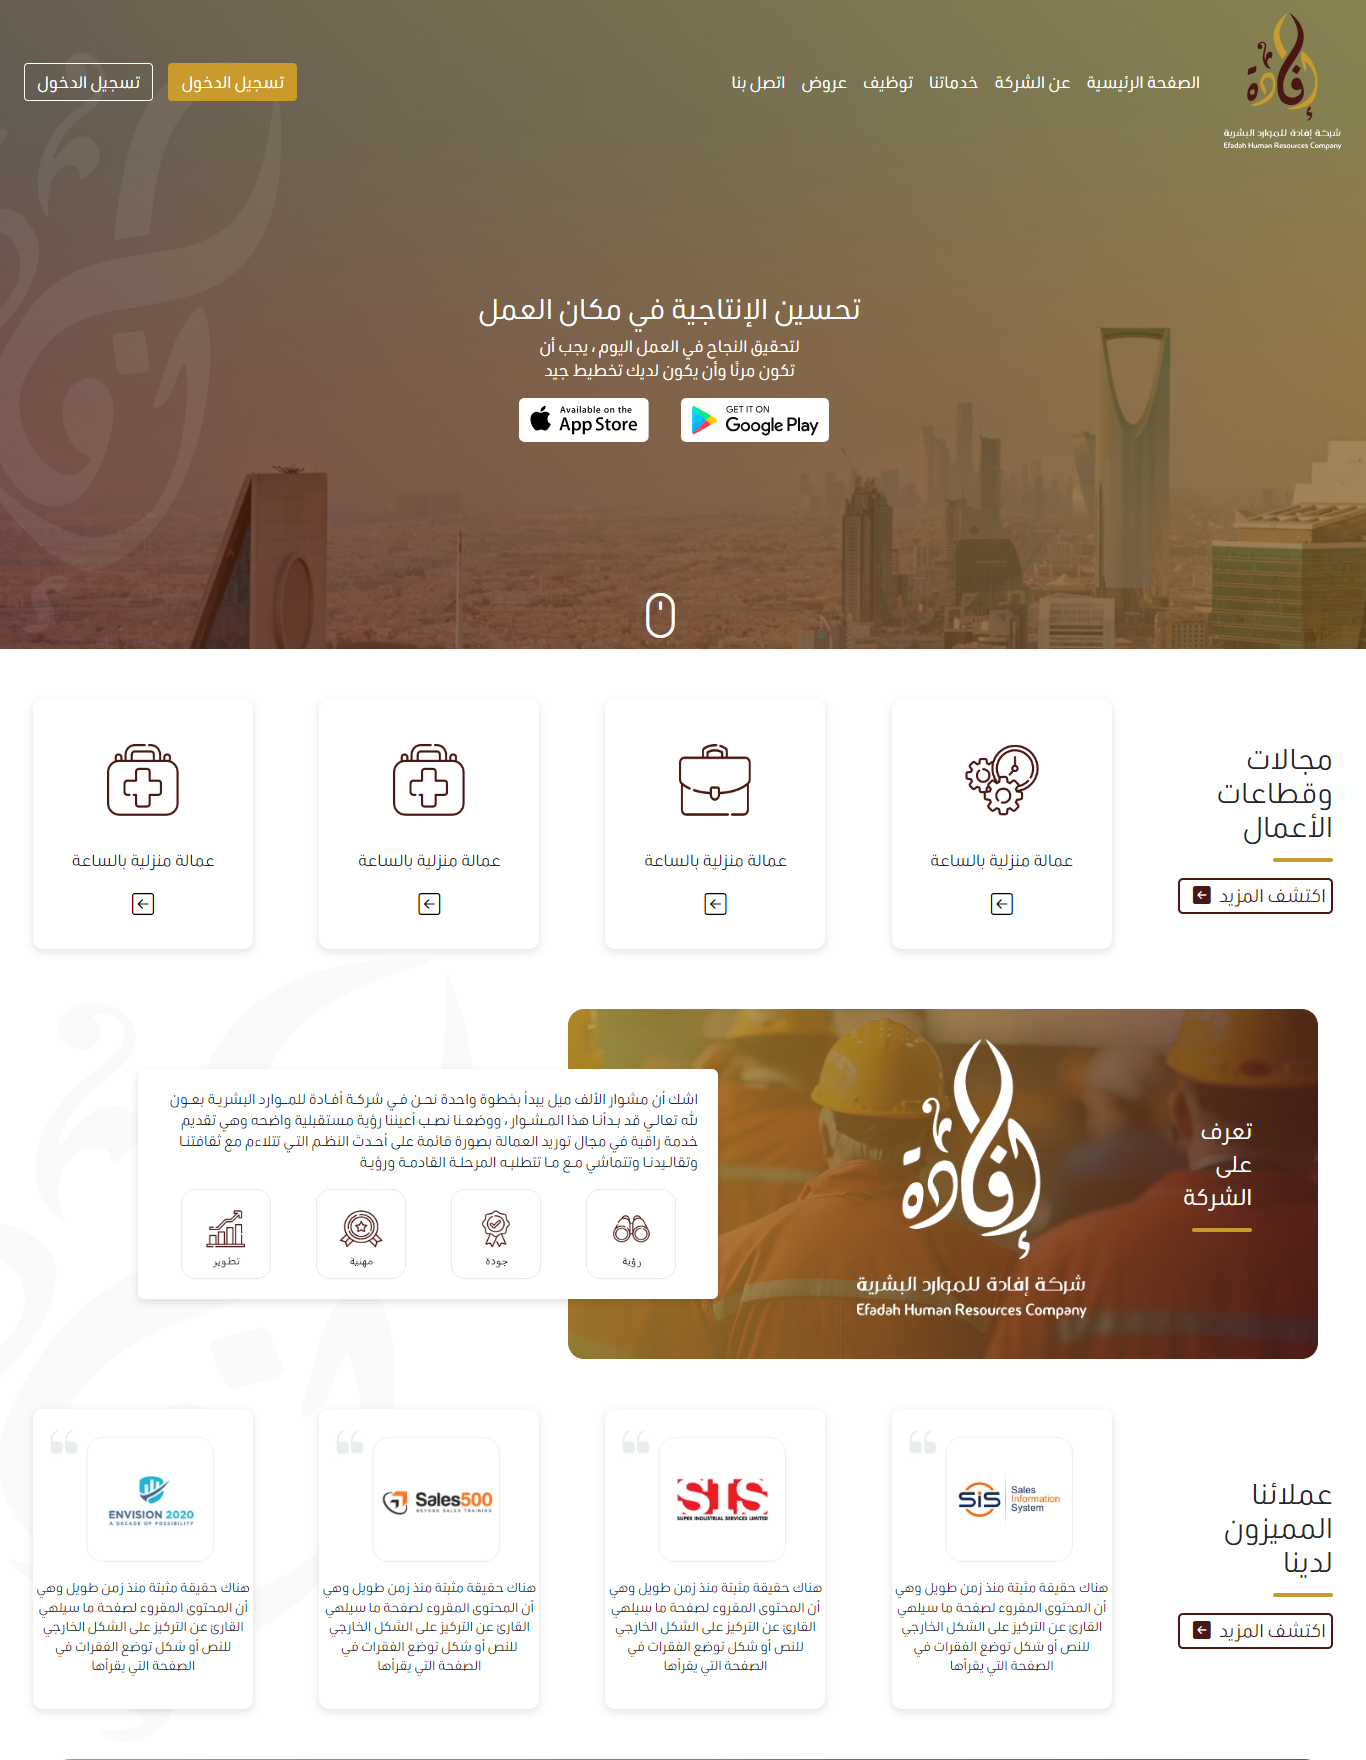 إفادة
شركة إفادة للموارد البشرية
Efadah Human Resources Company
الصفحة الرئيسية
عن الشركة
خدماتنا
توظيف
عروض
اتصل بنا
تسجيل الدخول
تسجيل الدخول
تحسين الإنتاجية في مكان العمل
لتحقيق النجاح في العمل اليوم ، يجب أن
تكون مرنًا وأن يكون لديك تخطيط جيد
GET IT ON
Google Play
Available on the
App Store
مجالات
وقطاعات
الأعمال
اكتشف المزيد
عمالة منزلية بالساعة
عمالة منزلية بالساعة
عمالة منزلية بالساعة
عمالة منزلية بالساعة
تعرف
على
الشركة
إفادة
شركة إفادة للموارد البشرية
Efadah Human Resources Company
اشك أن مشوار الألف ميل يبدأ بخطوة واحدة نحن في شركة أفادة للموارد البشرية بعون
لله تعالي قد بدأنا هذا المشوار ، ووضعنا نصب أعيننا رؤية مستقبلية واضحه وهي تقديم
خدمة راقية في مجال توريد العمالة بصورة قائمة على أحدث النظم التي تتلاءم مع ثقافتنا
وتقاليدنا وتتماشي مع ما تتطلبه المرحلة القادمة ورؤية
رؤية
جودة
مهنية
تطوير
عملائنا
المميزون
لدينا
اكتشف المزيد
SiS Sales
Information
System
هناك حقيقة مثبتة منذ زمن طويل وهي
أن المحتوى المقروء لصفحة ما سيلهي
القارئ عن التركيز على الشكل الخارجي
للنص أو شكل توضع الفقرات في
الصفحة التي يقرأها
SIIS
SUPER INDUSTRIAL SERVICES LIMITED
هناك حقيقة مثبتة منذ زمن طويل وهي
أن المحتوى المقروء لصفحة ما سيلهي
القارئ عن التركيز على الشكل الخارجي
للنص أو شكل توضع الفقرات في
الصفحة التي يقرأها
Sales500
BEYOND SALES TRAINING
هناك حقيقة مثبتة منذ زمن طويل وهي
أن المحتوى المقروء لصفحة ما سيلهي
القارئ عن التركيز على الشكل الخارجي
للنص أو شكل توضع الفقرات في
الصفحة التي يقرأها
ENVISION 2020
A DECADE OF POSSIBILITY
هناك حقيقة مثبتة منذ زمن طويل وهي
أن المحتوى المقروء لصفحة ما سيلهي
القارئ عن التركيز على الشكل الخارجي
للنص أو شكل توضع الفقرات في
الصفحة التي يقرأها